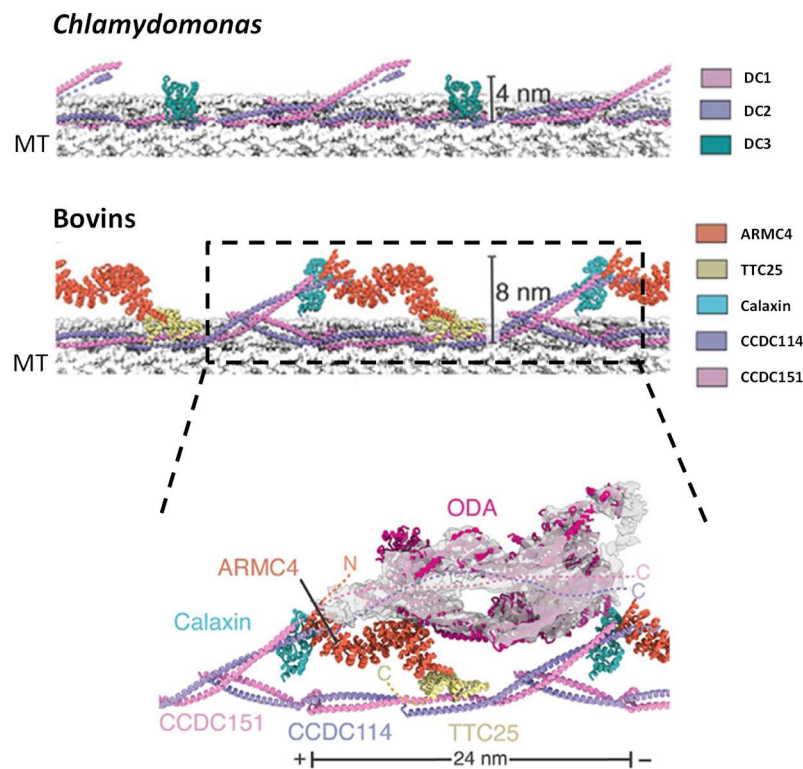 Chlamydomonas
4 nm
MT
DC1
DC2
DC3
Bovins
8 nm
MT
ARMC4
TTC25
Calaxin
CCDC114
CCDC151
ODA
ARMC4
N
C
C
Calaxin
C
CCDC151
CCDC114
TTC25
+
24 nm
−